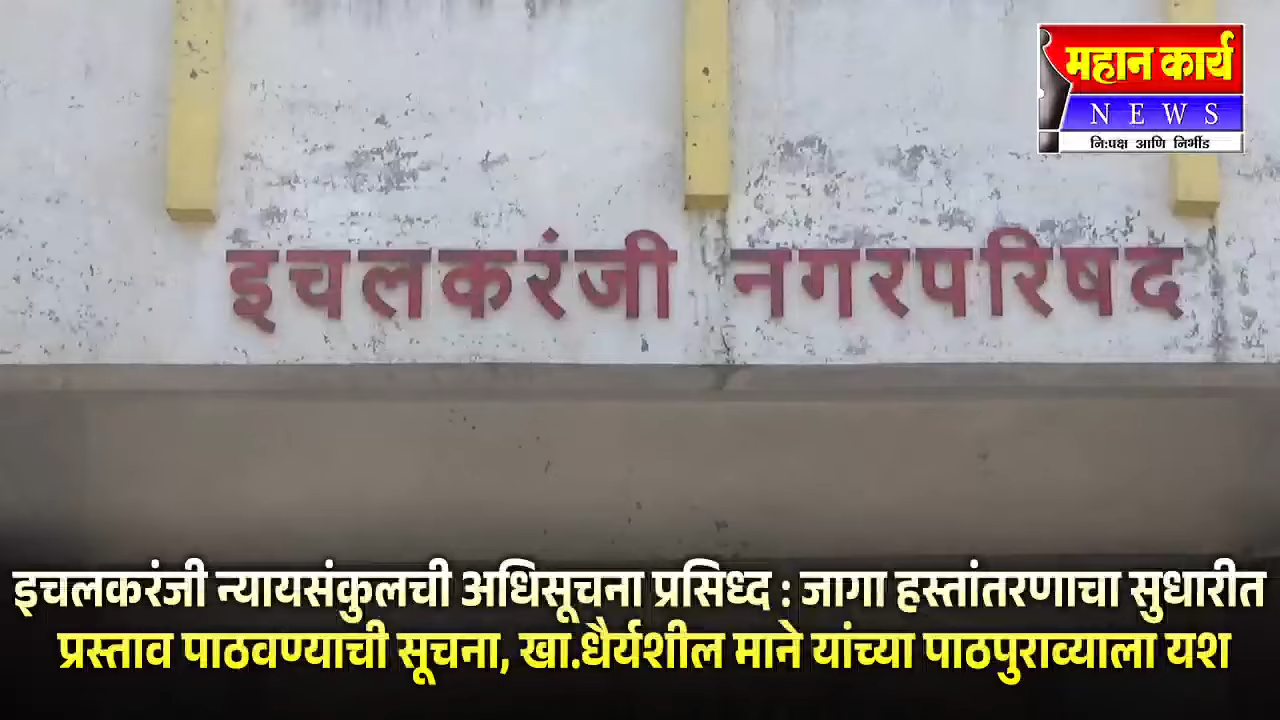 महान कार्य
NEWS
नि:पक्ष आणि निर्भीड
इचलकरंजी नगरपरिषद
इचलकरंजी न्यायसंकुलची अधिसूचना प्रसिध्द : जागा हस्तांतरणाचा सुधारीत
प्रस्ताव पाठवण्याची सूचना, खा.धैर्यशील माने यांच्या पाठपुराव्याला यश